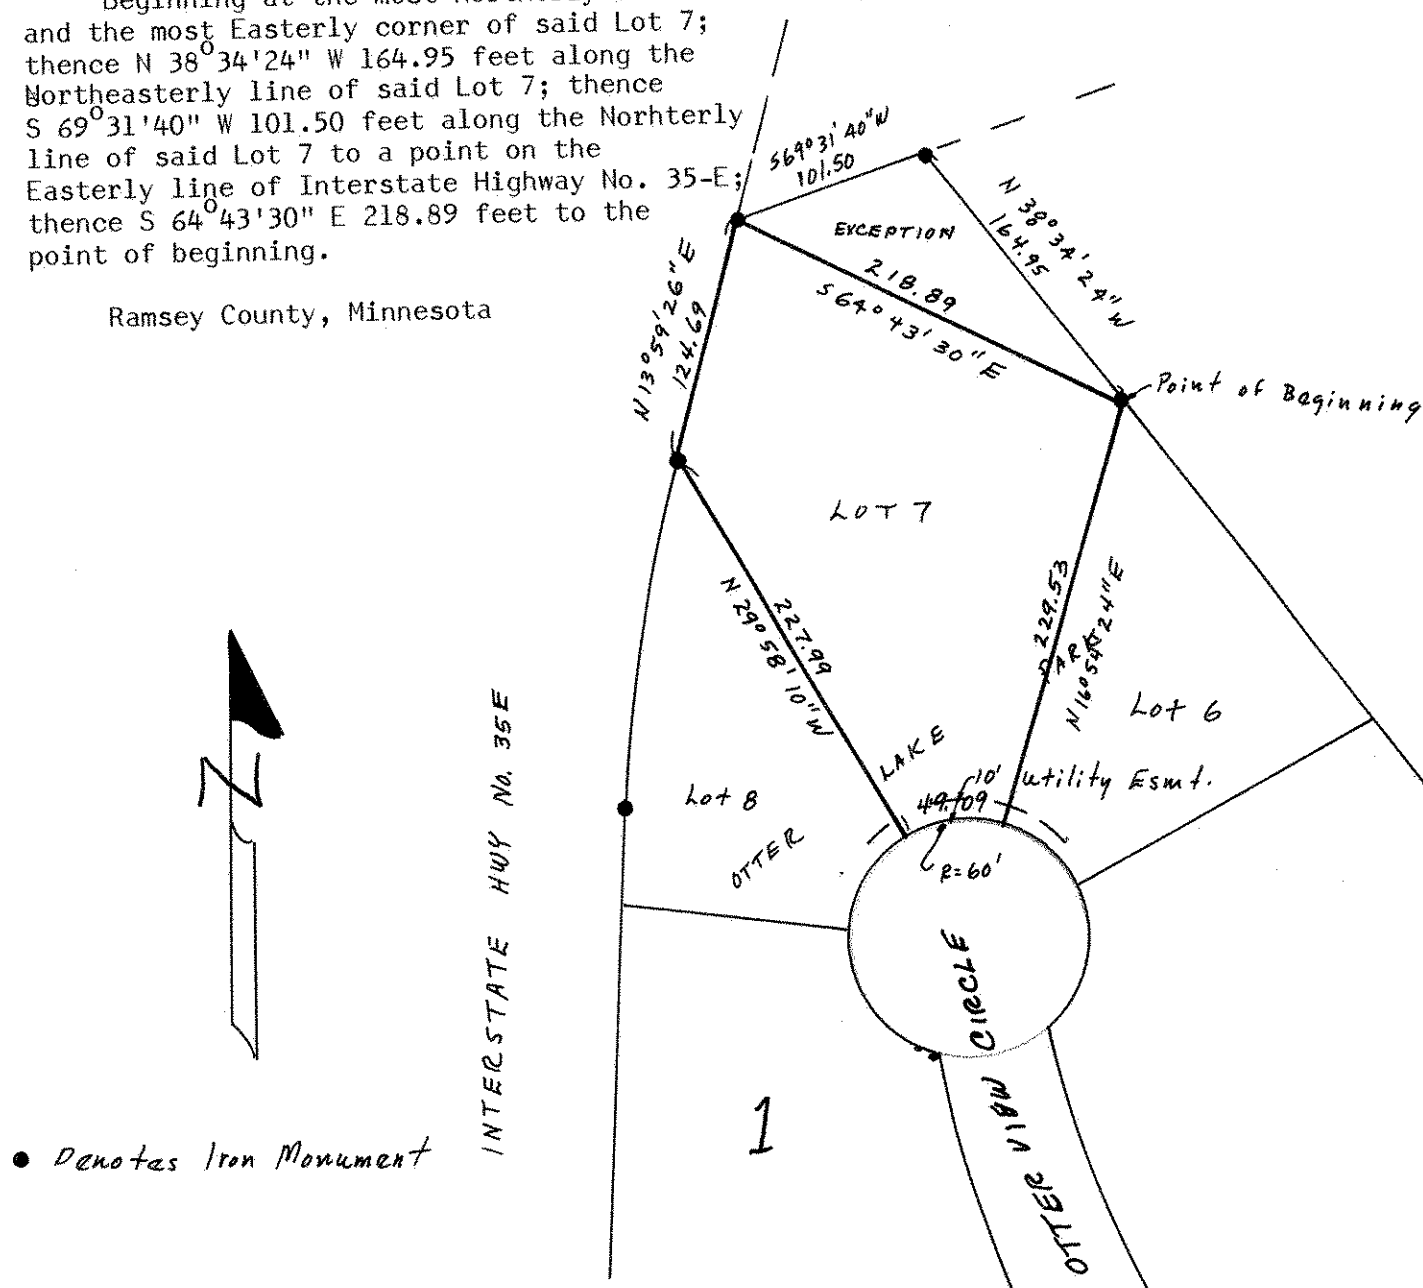 Beginning at the most Northerly
and the most Easterly corner of said Lot 7;
thence N 38°34'24" W 164.95 feet along the
Northeasterly line of said Lot 7; thence
S 69°31'40" W 101.50 feet along the Norhterly
line of said Lot 7 to a point on the
Easterly line of Interstate Highway No. 35-E;
thence S 64°43'30" E 218.89 feet to the
point of beginning.
Ramsey County, Minnesota
S69°31'40"W
101.50
N 38°34'24"W
164.95
EXCEPTION
218.89
S64°43'30"E
N13°59'26"E
124.69
Point of Beginning
LOT 7
N 29°58'10"W
227.99
229.53
PARK
N16°54'24"E
Lot 6
LAKE
10' utility Esmt.
49.09
Lot 8
OTTER
R=60'
N
INTERSTATE HWY No. 35E
OTTER VIEW CIRCLE
1
Denotes Iron Monument